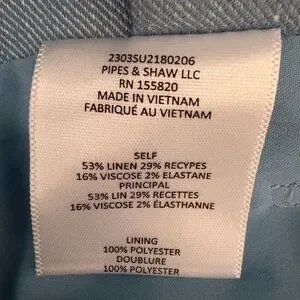 2303SU2180206
PIPES & SHAW LLC
RN 155820
MADE IN VIETNAM
FABRIQUÉ AU VIETNAM
SELF
53% LINEN 29% RECYPES
16% VISCOSE 2% ELASTANE
PRINCIPAL
53% LIN 29% RECETTES
16% VISCOSE 2% ÉLASTHANNE
LINING
100% POLYESTER
DOUBLURE
100% POLYESTER